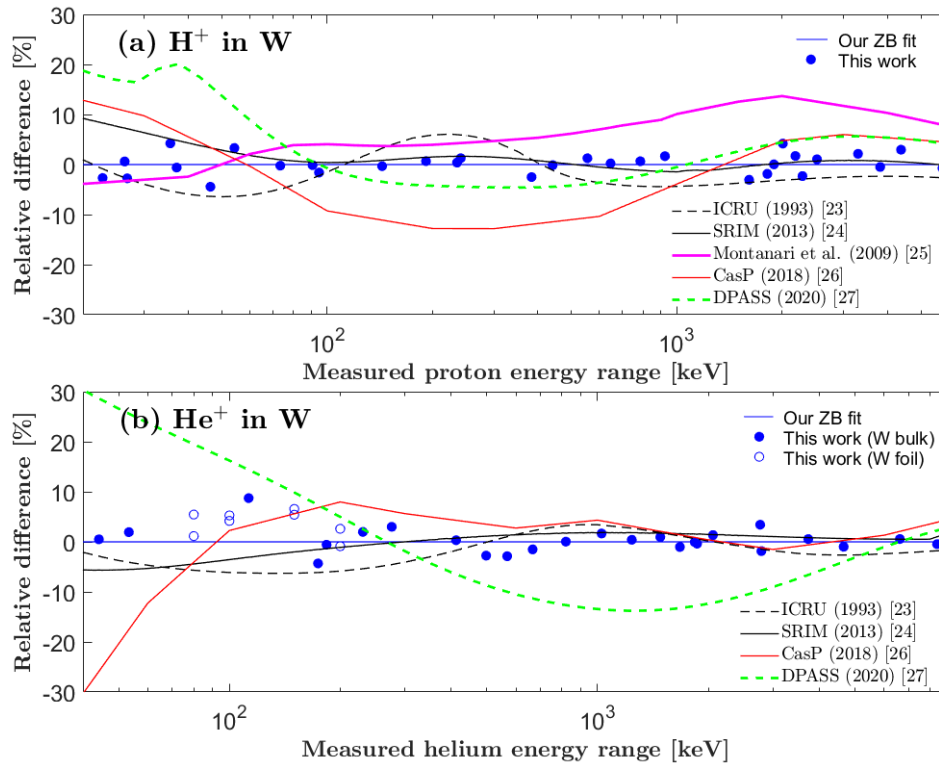 30
20
10
0
-10
-20
-30
Relative difference [%]
(a) H⁺ in W
Our ZB fit
This work
ICRU (1993) [23]
SRIM (2013) [24]
Montanari et al. (2009) [25]
CasP (2018) [26]
DPASS (2020) [27]
10² 10³
Measured proton energy range [keV]
30
20
10
0
-10
-20
-30
Relative difference [%]
(b) He⁺ in W
Our ZB fit
This work (W bulk)
This work (W foil)
ICRU (1993) [23]
SRIM (2013) [24]
CasP (2018) [26]
DPASS (2020) [27]
10² 10³
Measured helium energy range [keV]